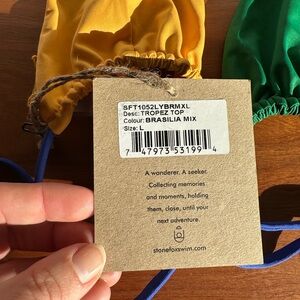 SFT1052LYBRMXL
Desc: TROPEZ TOP
Colour: BRASILIA MIX
Size: L
7 47973 53199 4
A wanderer. A seeker.
Collecting memories
and moments, holding
them, close, until your
next adventure.
stonefoxswim.com